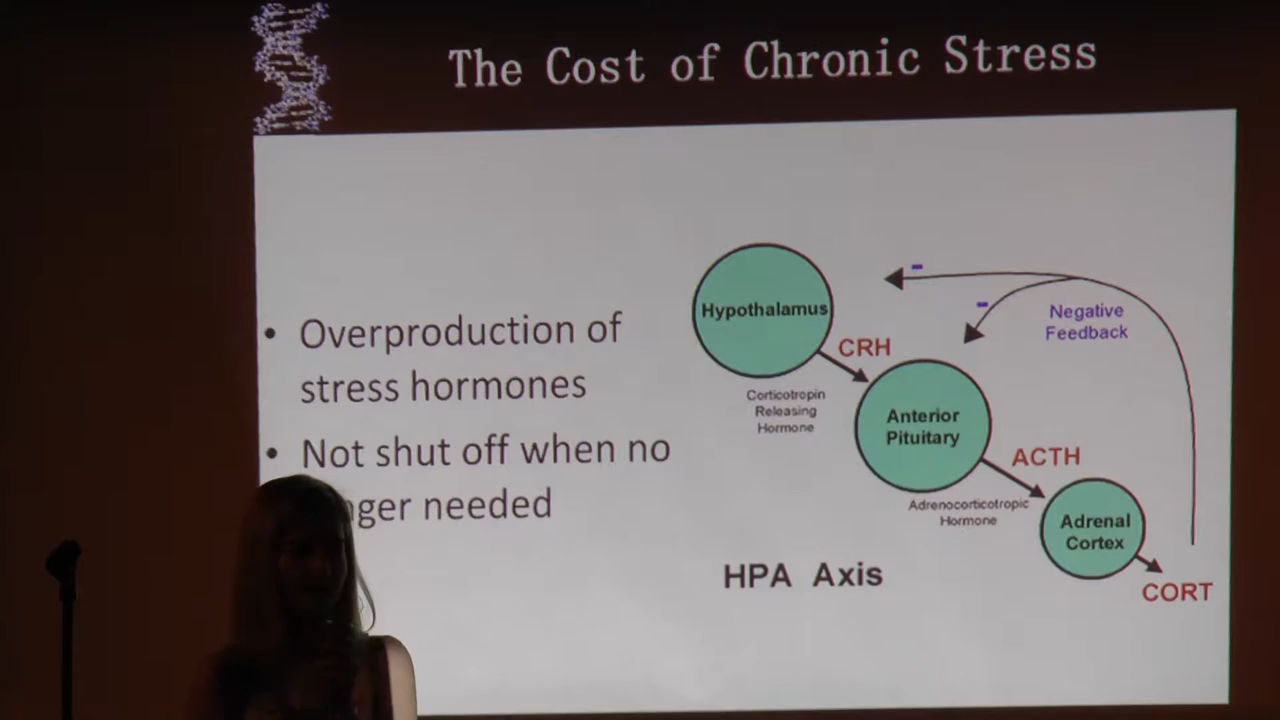 The Cost of Chronic Stress
• Overproduction of
stress hormones
• Not shut off when no
needed
Hypothalamus
CRH
Corticotropin
Releasing
Hormone
Anterior
Pituitary
ACTH
Adrenocorticotropic
Hormone
Adrenal
Cortex
CORT
-
-
Negative
Feedback
HPA Axis